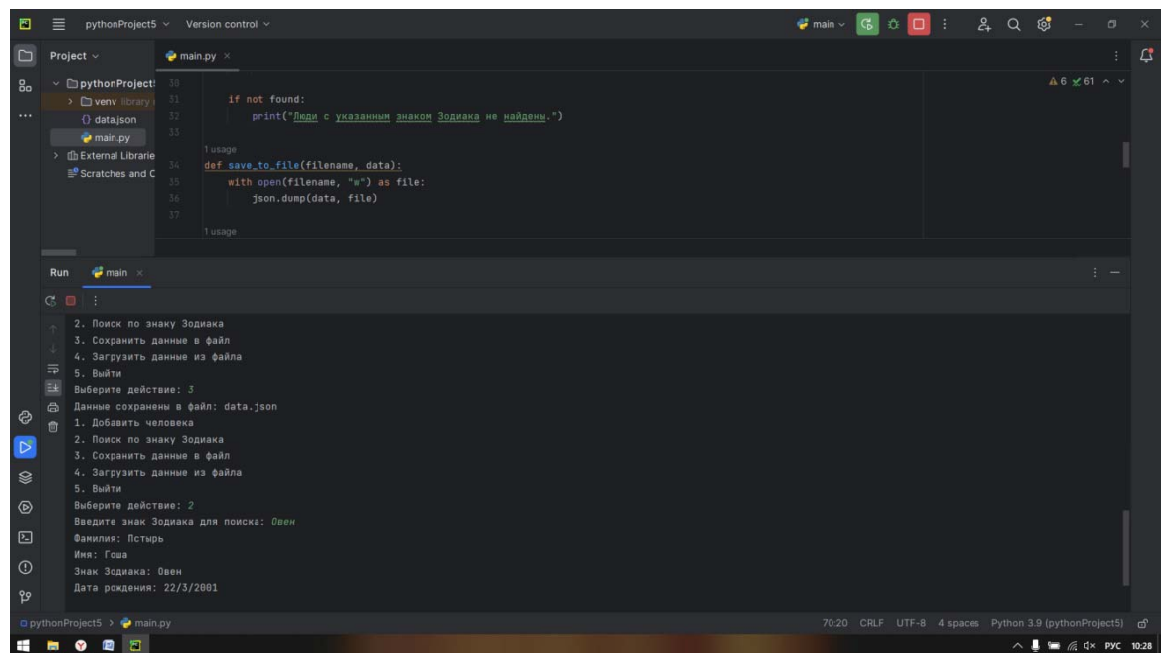 pythonProject5 Version control main
Project main.py
pythonProject5
venv library
data.json
main.py
External Librarie
Scratches and C
30
31 if not found:
32 print("Люди с указанным знаком Зодиака не найдены.")
33
1 usage
34 def save_to_file(filename, data):
35 with open(filename, "w") as file:
36 json.dump(data, file)
37
1 usage
6 61
Run main
2. Поиск по знаку Зодиака
3. Сохранить данные в файл
4. Загрузить данные из файла
5. Выйти
Выберите действие: 3
Данные сохранены в файл: data.json
1. Добавить человека
2. Поиск по знаку Зодиака
3. Сохранить данные в файл
4. Загрузить данные из файла
5. Выйти
Выберите действие: 2
Введите знак Зодиака для поиска: Овен
Фамилия: Пстырь
Имя: Гоша
Знак Зодиака: Овен
Дата рождения: 22/3/2001
pythonProject5 > main.py 70:20 CRLF UTF-8 4 spaces Python 3.9 (pythonProject5)
РУС 10:28